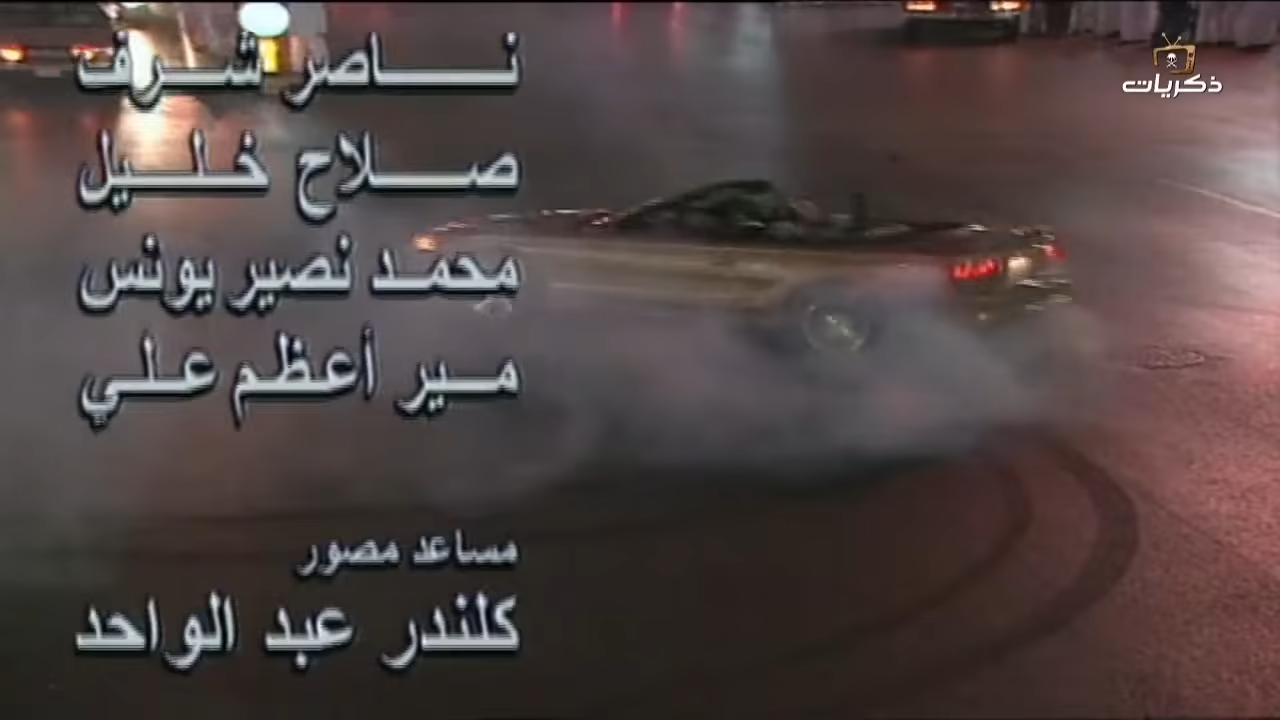 ناصر شرف
ذكريات
صلاح خليل
محمد نصير يونس
مير أعظم علي
مساعد مصور
كلندر عبد الواحد